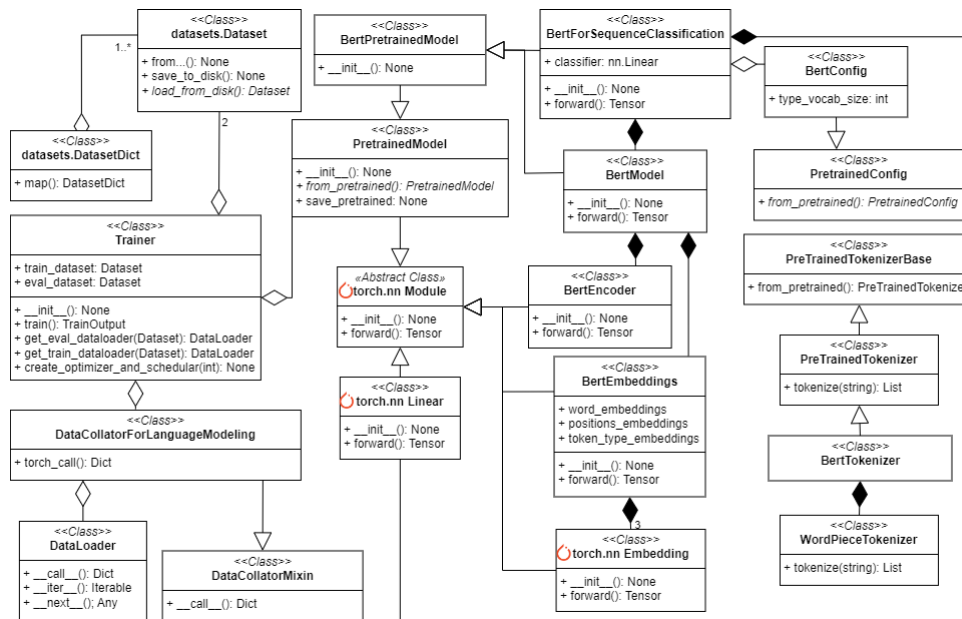 <<Class>>
datasets.Dataset
+ from...(): None
+ save_to_disk(): None
+ load_from_disk(): Dataset
1..*
2
<<Class>>
datasets.DatasetDict
+ map(): DatasetDict
<<Class>>
Trainer
+ train_dataset: Dataset
+ eval_dataset: Dataset
+ __init__(): None
+ train(): TrainOutput
+ get_eval_dataloader(Dataset): DataLoader
+ get_train_dataloader(Dataset): DataLoader
+ create_optimizer_and_schedular(int): None
<<Class>>
DataCollatorForLanguageModeling
+ torch_call(): Dict
<<Class>>
DataLoader
+ __call__(): Dict
+ __iter__(): Iterable
+ __next__(); Any
<<Class>>
DataCollatorMixin
+ __call__(): Dict
<<Class>>
BertPretrainedModel
+ __init__(): None
<<Class>>
PretrainedModel
+ __init__(): None
+ from_pretrained(): PretrainedModel
+ save_pretrained: None
«Abstract Class»
torch.nn Module
+ __init__(): None
+ forward(): Tensor
<<Class>>
torch.nn Linear
+ __init__(): None
+ forward(): Tensor
<<Class>>
BertForSequenceClassification
+ classifier: nn.Linear
+ __init__(): None
+ forward(): Tensor
<<Class>>
BertModel
+ __init__(): None
+ forward(): Tensor
<<Class>>
BertEncoder
+ __init__(): None
+ forward(): Tensor
<<Class>>
BertEmbeddings
+ word_embeddings
+ positions_embeddings
+ token_type_embeddings
+ __init__(): None
+ forward(): Tensor
3
<<Class>>
torch.nn Embedding
+ __init__(): None
+ forward(): Tensor
<<Class>>
BertConfig
+ type_vocab_size: int
<<Class>>
PretrainedConfig
+ from_pretrained(): PretrainedConfig
<<Class>>
PreTrainedTokenizerBase
+ from_pretrained(): PreTrainedTokenize
<<Class>>
PreTrainedTokenizer
+ tokenize(string): List
<<Class>>
BertTokenizer
<<Class>>
WordPieceTokenizer
+ tokenize(string): List